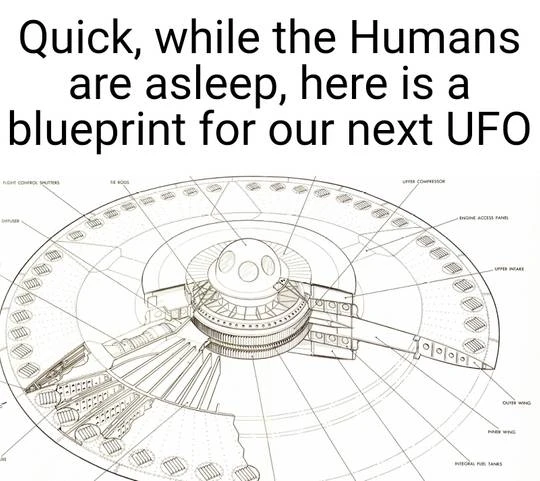 Quick, while the Humans
are asleep, here is a
blueprint for our next UFO
FLIGHT CONTROL SHUTTERS
TIE RODS
UPPER COMPRESSOR
DIFFUSER
ENGINE ACCESS PANEL
UPPER INTAKE
OUTER WING
INNER WING
INTEGRAL FUEL TANKS